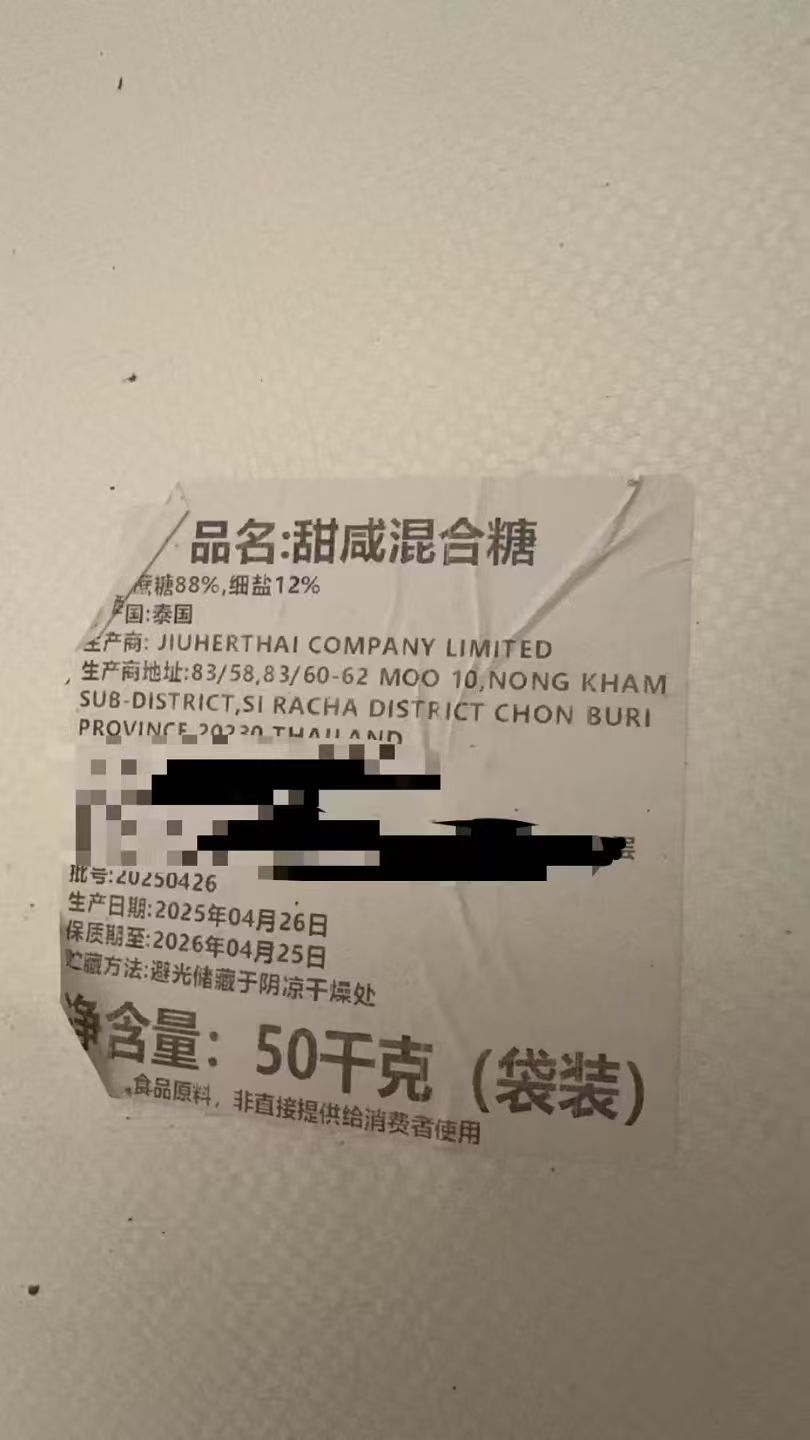 品名:甜咸混合糖
蔗糖88%,细盐12%
国:泰国
生产商: JIUHERTHAI COMPANY LIMITED
生产商地址:83/58,83/60-62 MOO 10,NONG KHAM
SUB-DISTRICT,SI RACHA DISTRICT CHON BURI
PROVINCE 20230 THAILAND
层
批号:20250426
生产日期:2025年04月26日
保质期至:2026年04月25日
贮藏方法:避光储藏于阴凉干燥处
净含量：50千克（袋装）
食品原料，非直接提供给消费者使用